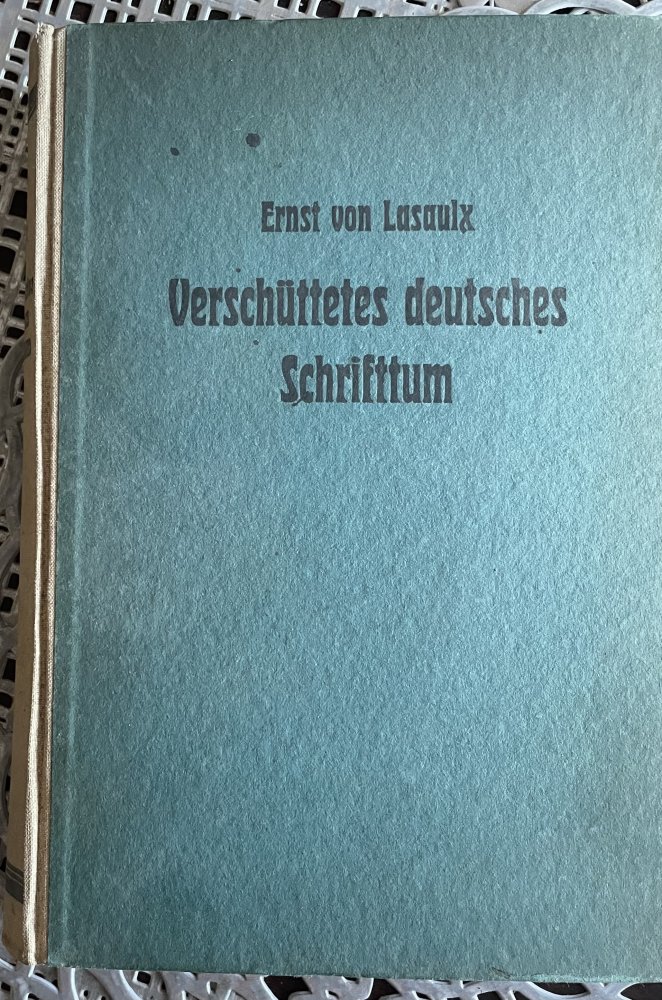 Ernst von Lasaulx
Verschüttetes deutsches
Schrifttum